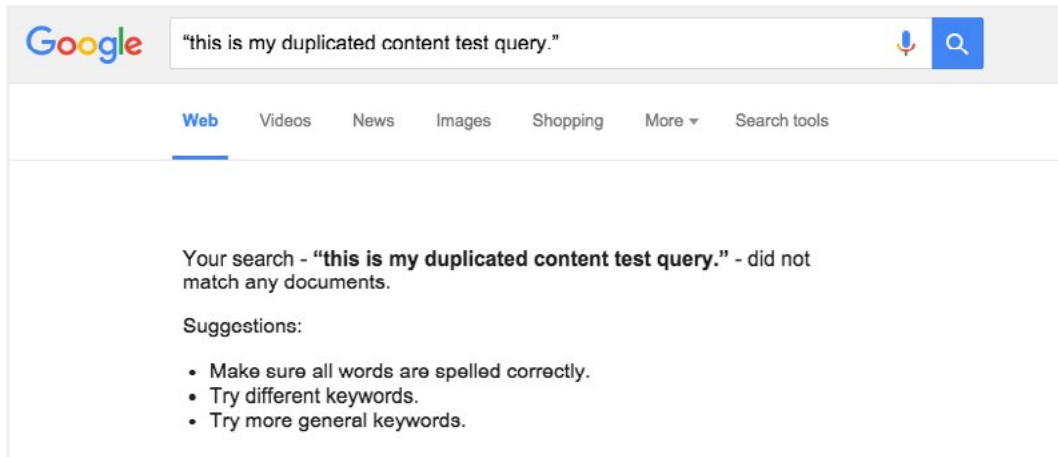 Google
“this is my duplicated content test query.”
Web Videos News Images Shopping More Search tools
Your search - “this is my duplicated content test query.” - did not
match any documents.
Suggestions:
• Make sure all words are spelled correctly.
• Try different keywords.
• Try more general keywords.